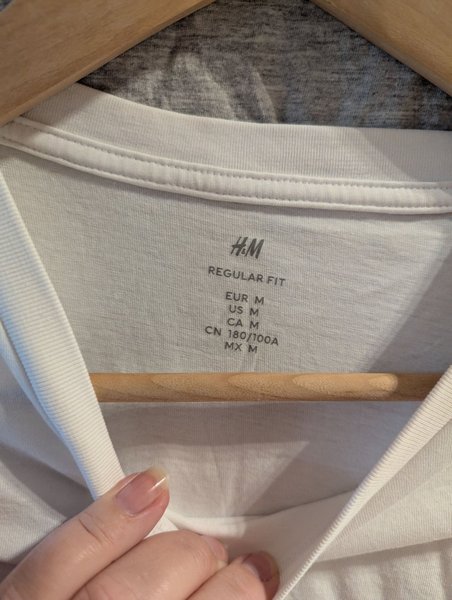 H&M
REGULAR FIT
EUR M
US M
CA M
CN 180/100A
MX M